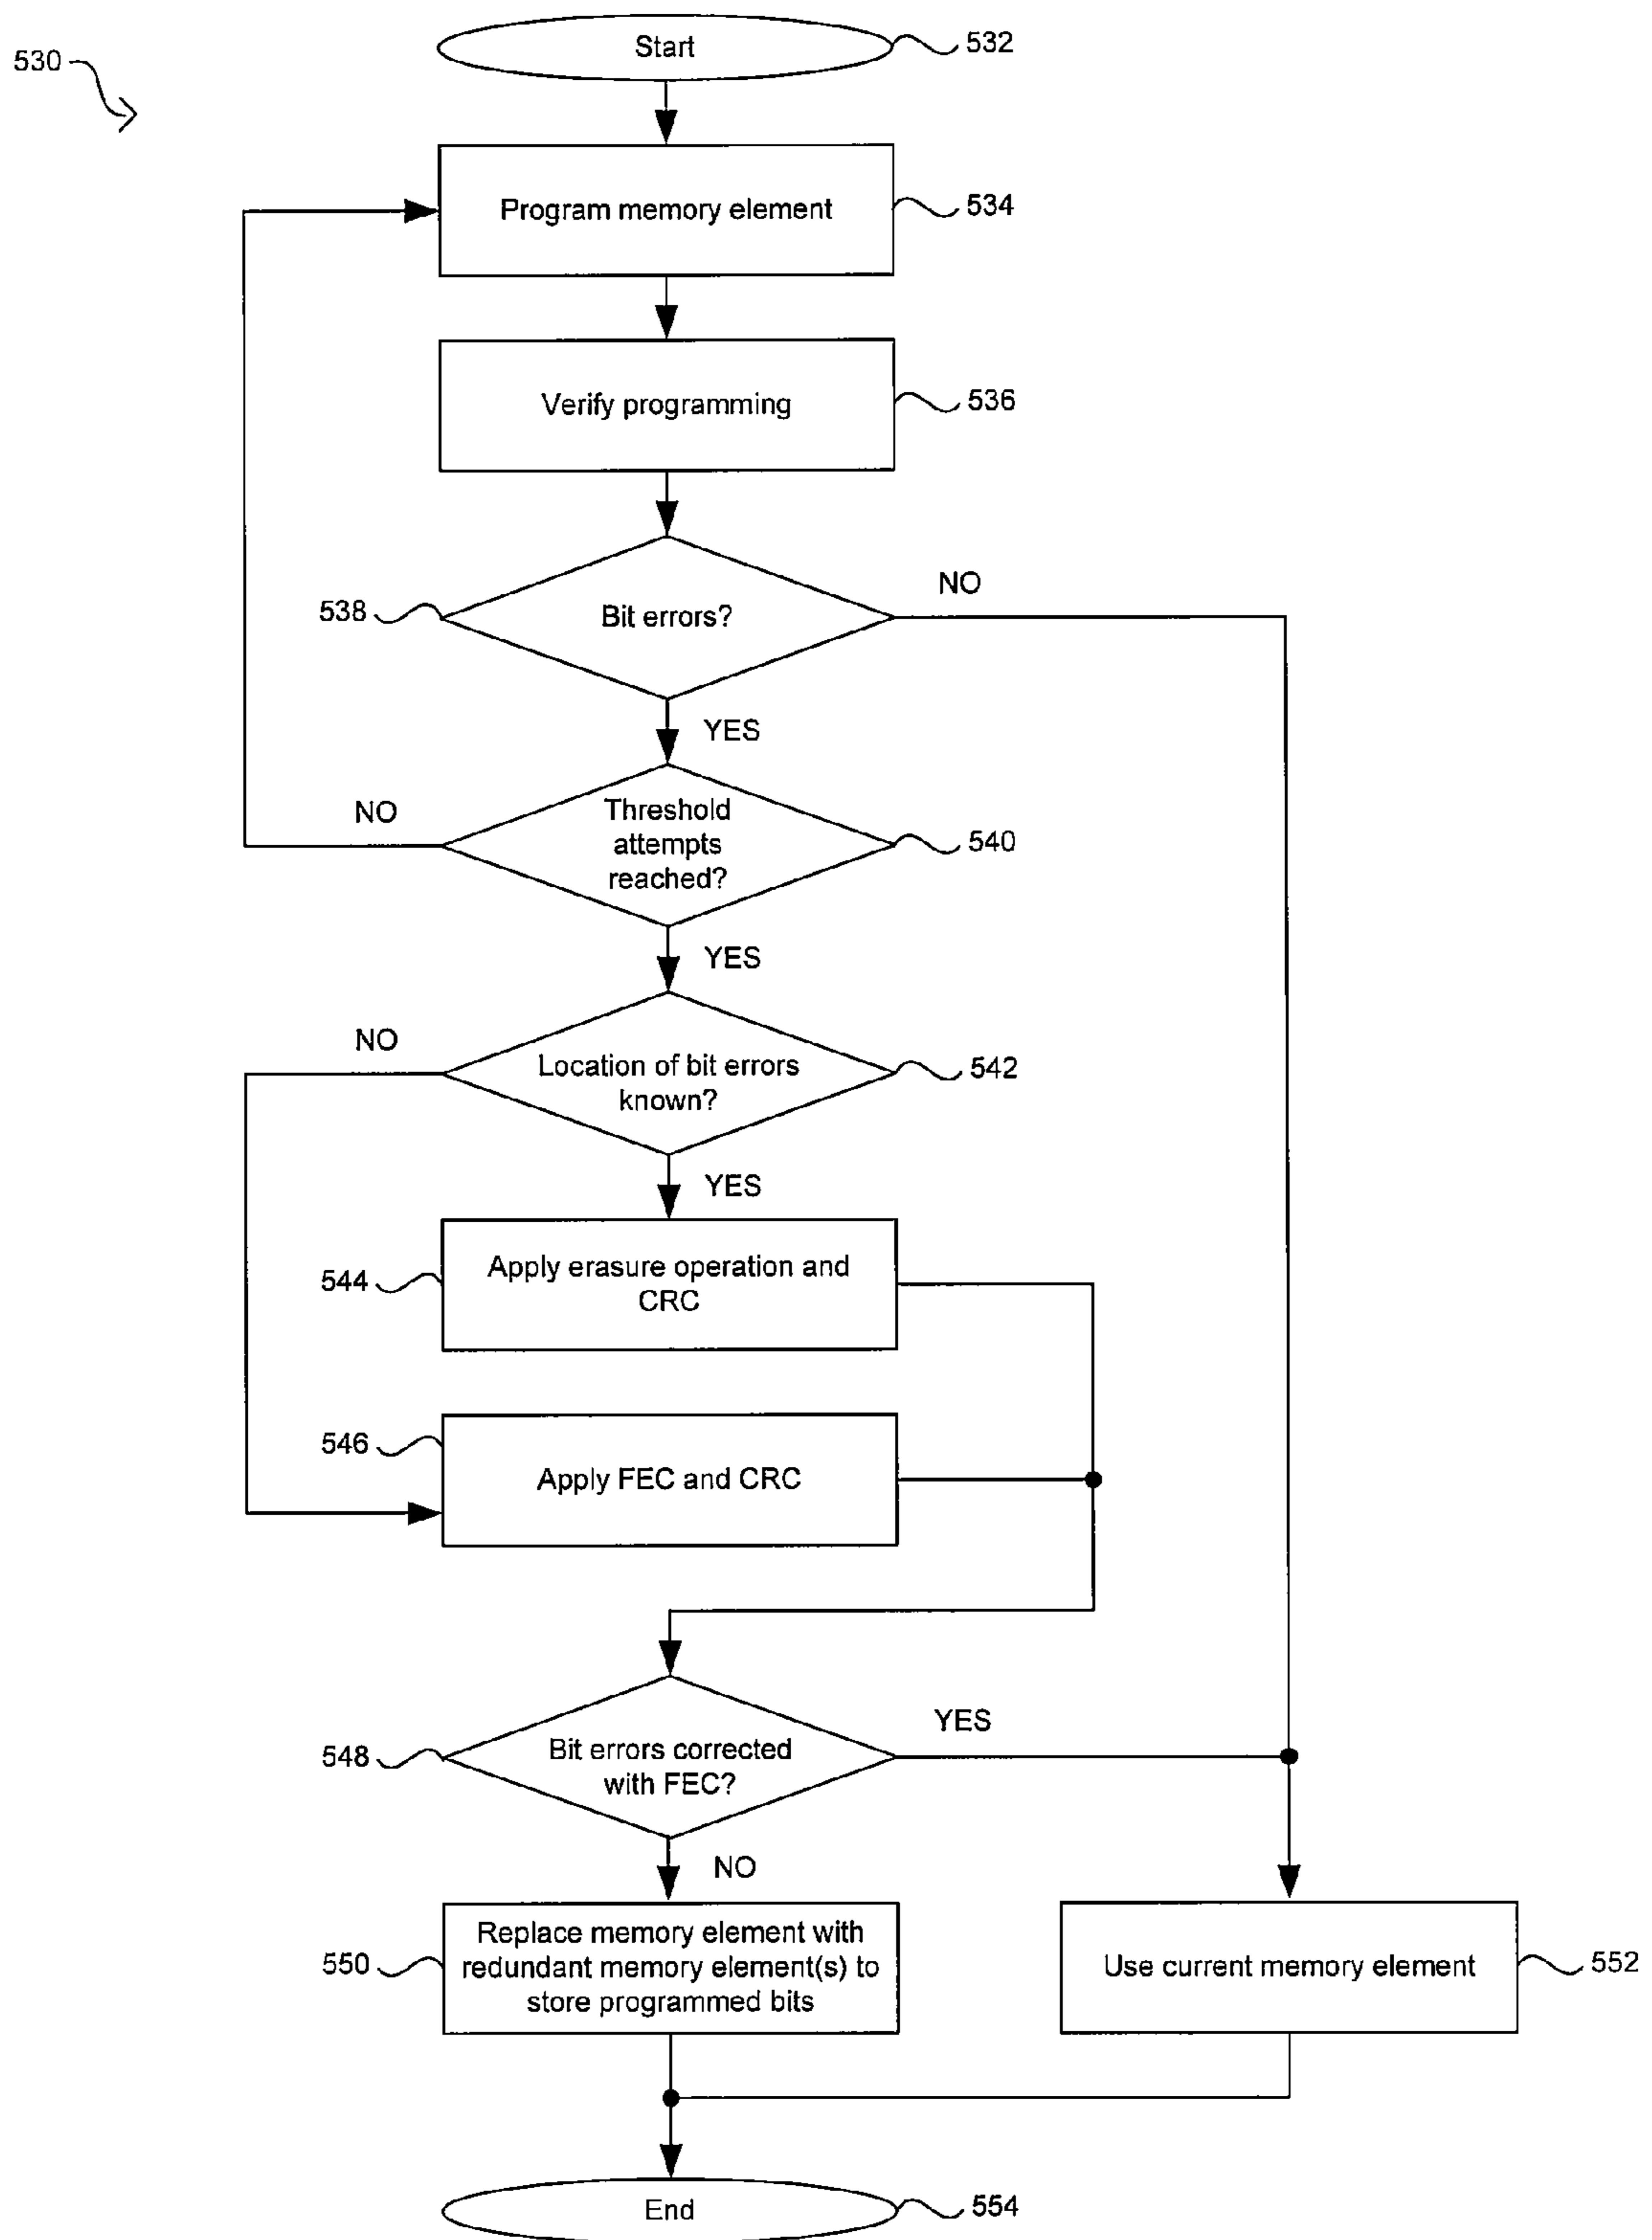 530
Start
532
Program memory element
534
Verify programming
536
538
Bit errors?
NO
YES
NO
Threshold
attempts
reached?
540
YES
NO
Location of bit errors
known?
542
YES
544
Apply erasure operation and
CRC
546
Apply FEC and CRC
548
Bit errors corrected
with FEC?
YES
NO
550
Replace memory element with
redundant memory element(s) to
store programmed bits
Use current memory element
552
End
554